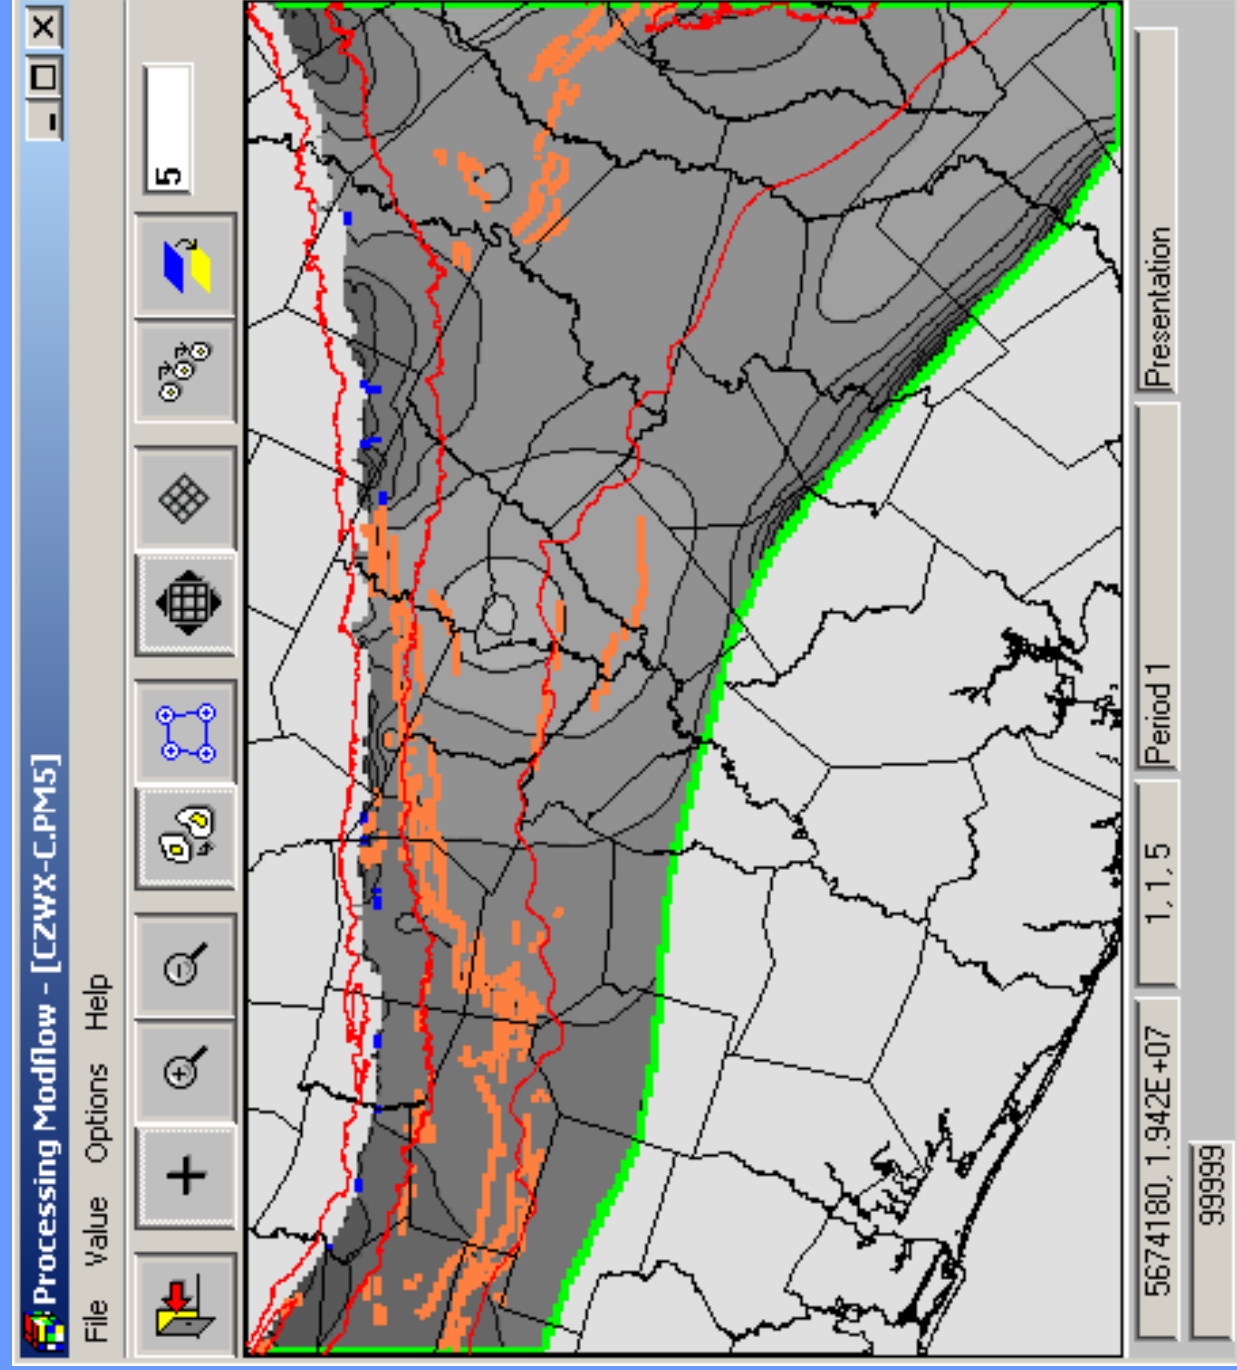 Processing Modflow - [CZWX-C.PM5]
File Value Options Help
5
5674180, 1.942E+07
1, 1, 5
Period 1
Presentation
99999